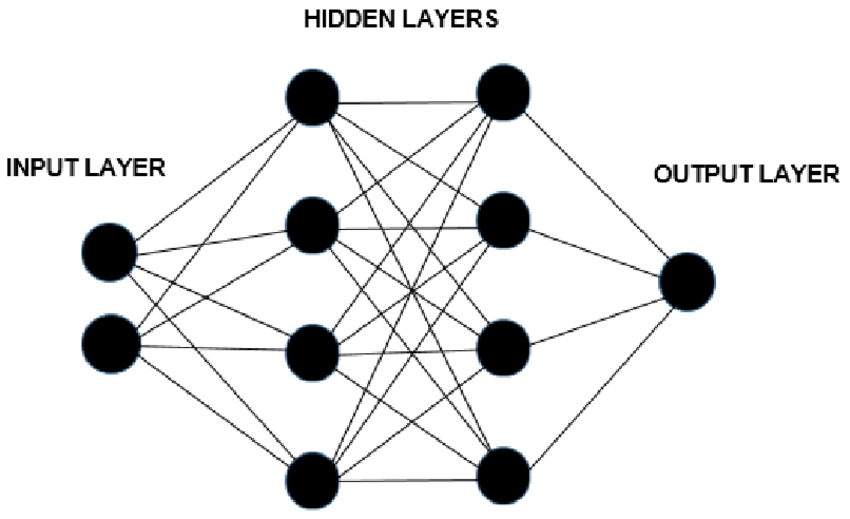 HIDDEN LAYERS
INPUT LAYER
OUTPUT LAYER